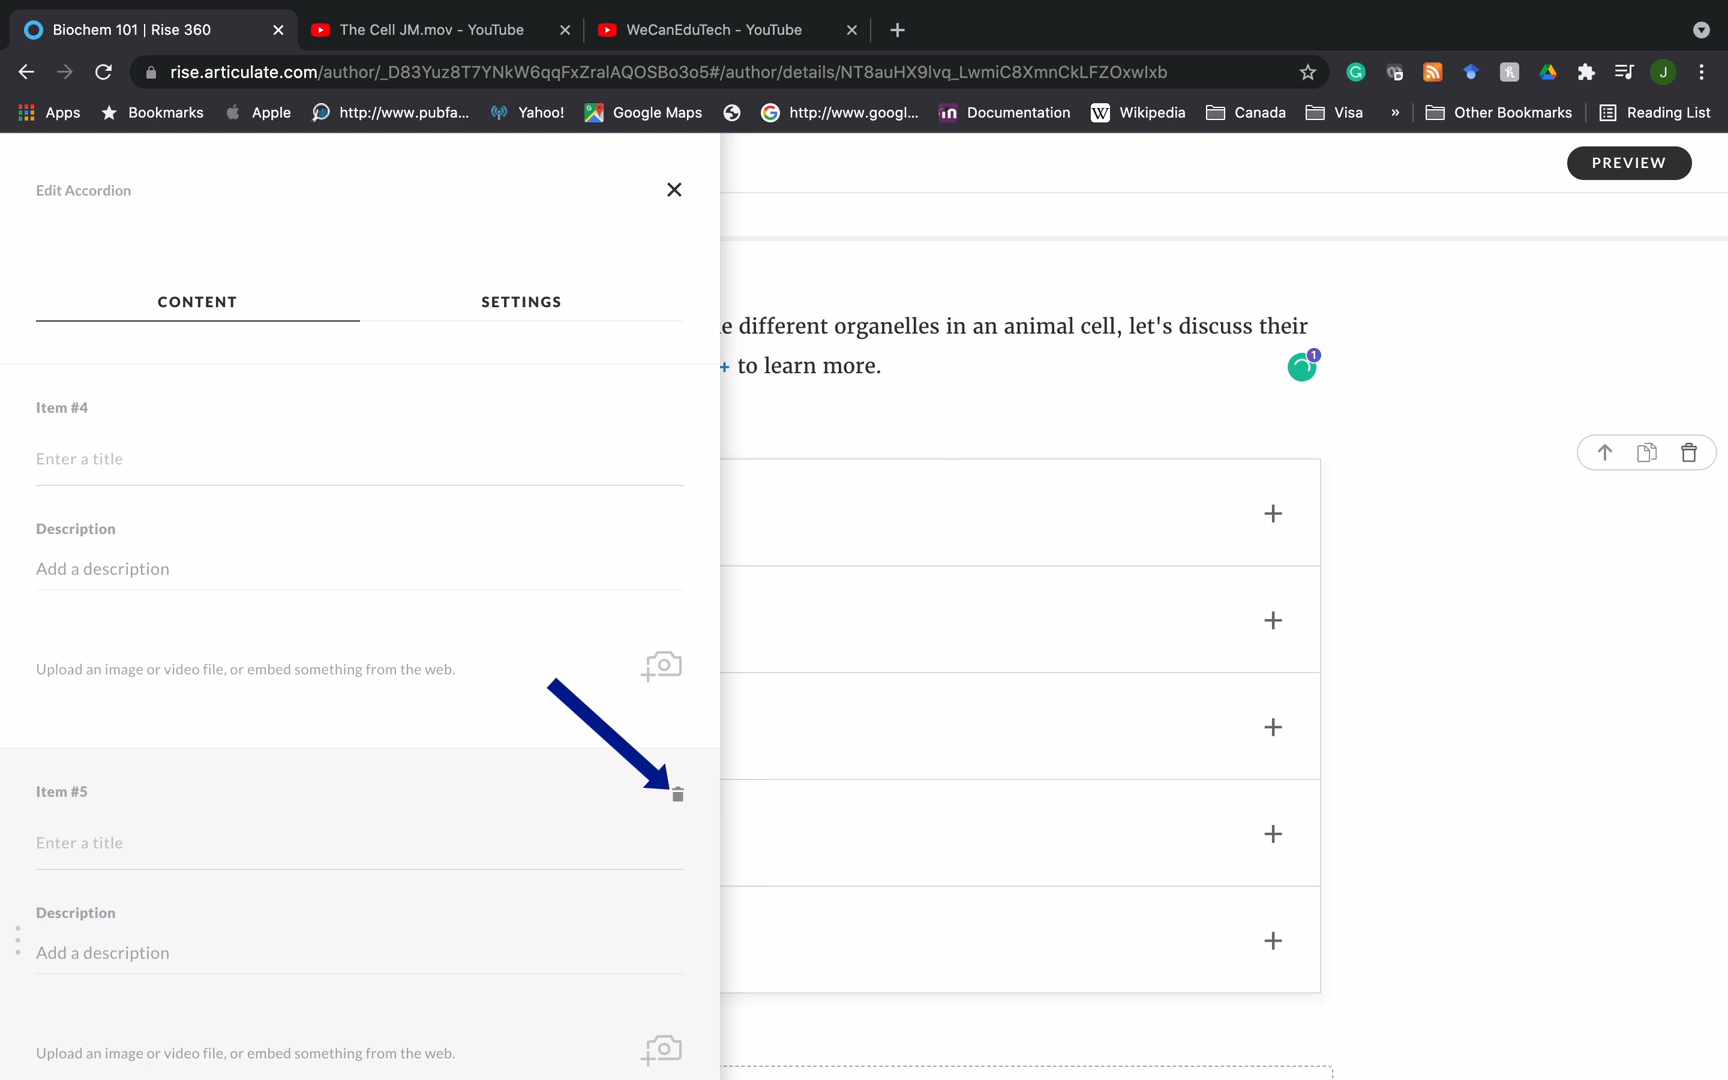 Biochem 101 | Rise 360
The Cell JM.mov - YouTube
WeCanEduTech - YouTube
rise.articulate.com/author/_D83Yuz8T7YNkW6qqFxZralAQOSBo3o5#/author/details/NT8auHX9lvq_LwmiC8XmnCkLFZOxwIxb
J
Apps
Bookmarks
Apple
http://www.pubfa...
Yahoo!
Google Maps
http://www.googl...
Documentation
Wikipedia
Canada
Visa
»
Other Bookmarks
Reading List
PREVIEW
Edit Accordion
CONTENT
SETTINGS
different organelles in an animal cell, let's discuss their
+ to learn more.
1
Item #4
Enter a title
Description
Add a description
Upload an image or video file, or embed something from the web.
Item #5
Enter a title
Description
Add a description
Upload an image or video file, or embed something from the web.